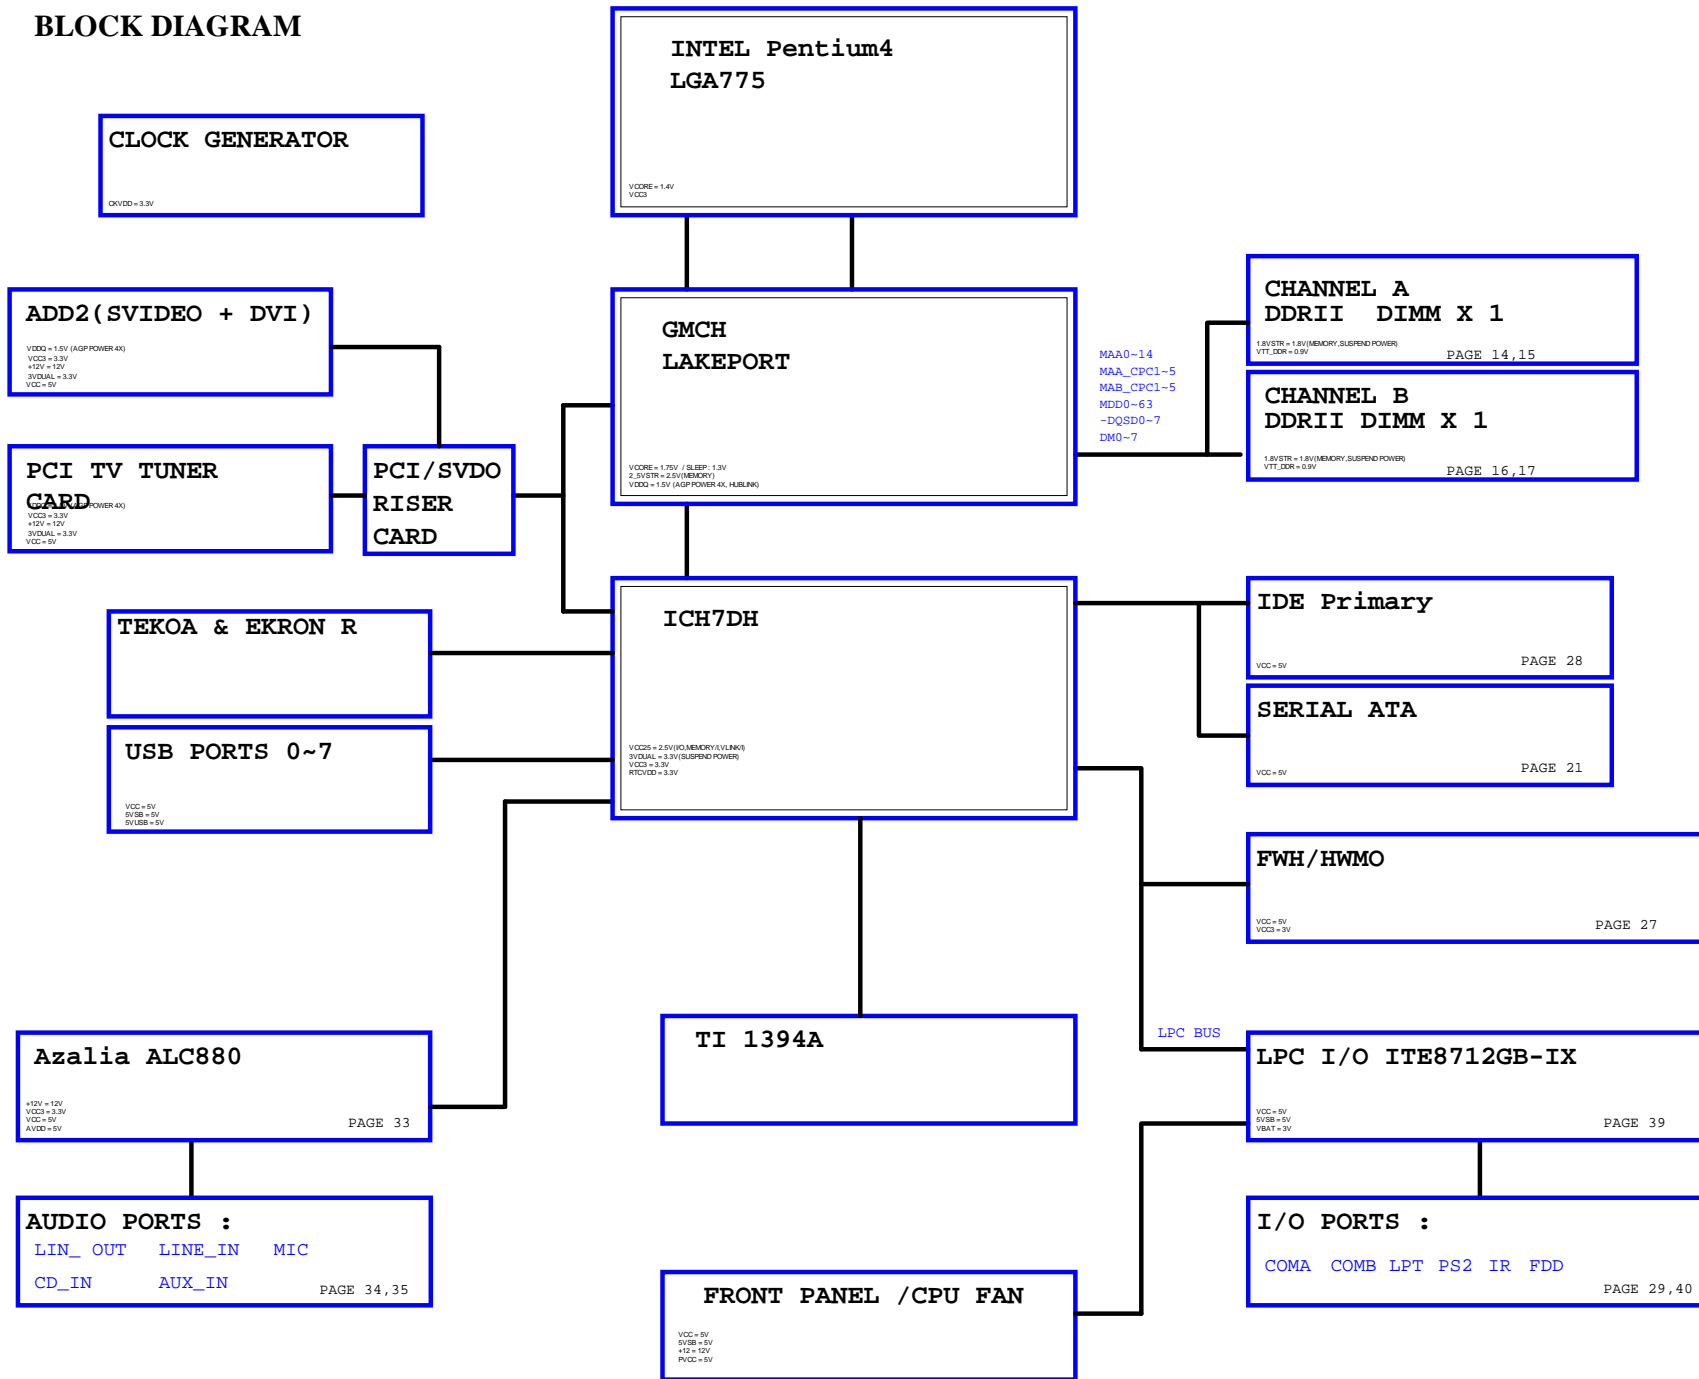 BLOCK DIAGRAM
INTEL Pentium4
LGA775
VCORE = 1.4V
VCC3
CLOCK GENERATOR
CKVDD = 3.3V
ADD2(SVIDEO + DVI)
VDDQ = 1.5V (AGP POWER 4X)
VCC3 = 3.3V
+12V = 12V
3VDUAL = 3.3V
VCC = 5V
GMCH
LAKEPORT
VCORE = 1.75V / SLEEP : 1.3V
2_5VSTR = 2.5V(MEMORY)
VDDQ = 1.5V (AGP POWER 4X, HUBLINK)
MAA0~14
MAA_CPC1~5
MAB_CPC1~5
MDD0~63
-DQSD0~7
DM0~7
CHANNEL A
DDRII DIMM X 1
1.8VSTR = 1.8V(MEMORY,SUSPEND POWER)
VTT_DDR = 0.9V
PAGE 14,15
CHANNEL B
DDRII DIMM X 1
1.8VSTR = 1.8V(MEMORY,SUSPEND POWER)
VTT_DDR = 0.9V
PAGE 16,17
PCI TV TUNER
CARD
POWER 4X)
VCC3 = 3.3V
+12V = 12V
3VDUAL = 3.3V
VCC = 5V
PCI/SVDO
RISER
CARD
ICH7DH
VCC25 = 2.5V(I/O,MEMORY/LVLINK/I)
3VDUAL = 3.3V(SUSPEND POWER)
VCC3 = 3.3V
RTCVDD = 3.3V
IDE Primary
VCC = 5V
PAGE 28
SERIAL ATA
VCC = 5V
PAGE 21
TEKOA & EKRON R
USB PORTS 0~7
VCC = 5V
5VSB = 5V
5VUSB = 5V
FWH/HWMO
VCC = 5V
VCC3 = 3V
PAGE 27
TI 1394A
LPC BUS
LPC I/O ITE8712GB-IX
VCC = 5V
5VSB = 5V
VBAT = 3V
PAGE 39
Azalia ALC880
+12V = 12V
VCC3 = 3.3V
VCC = 5V
AVDD = 5V
PAGE 33
AUDIO PORTS :
LIN_ OUT LINE_IN MIC
CD_IN AUX_IN
PAGE 34,35
I/O PORTS :
COMA COMB LPT PS2 IR FDD
PAGE 29,40
FRONT PANEL /CPU FAN
VCC = 5V
5VSB = 5V
+12 = 12V
PVCC = 5V